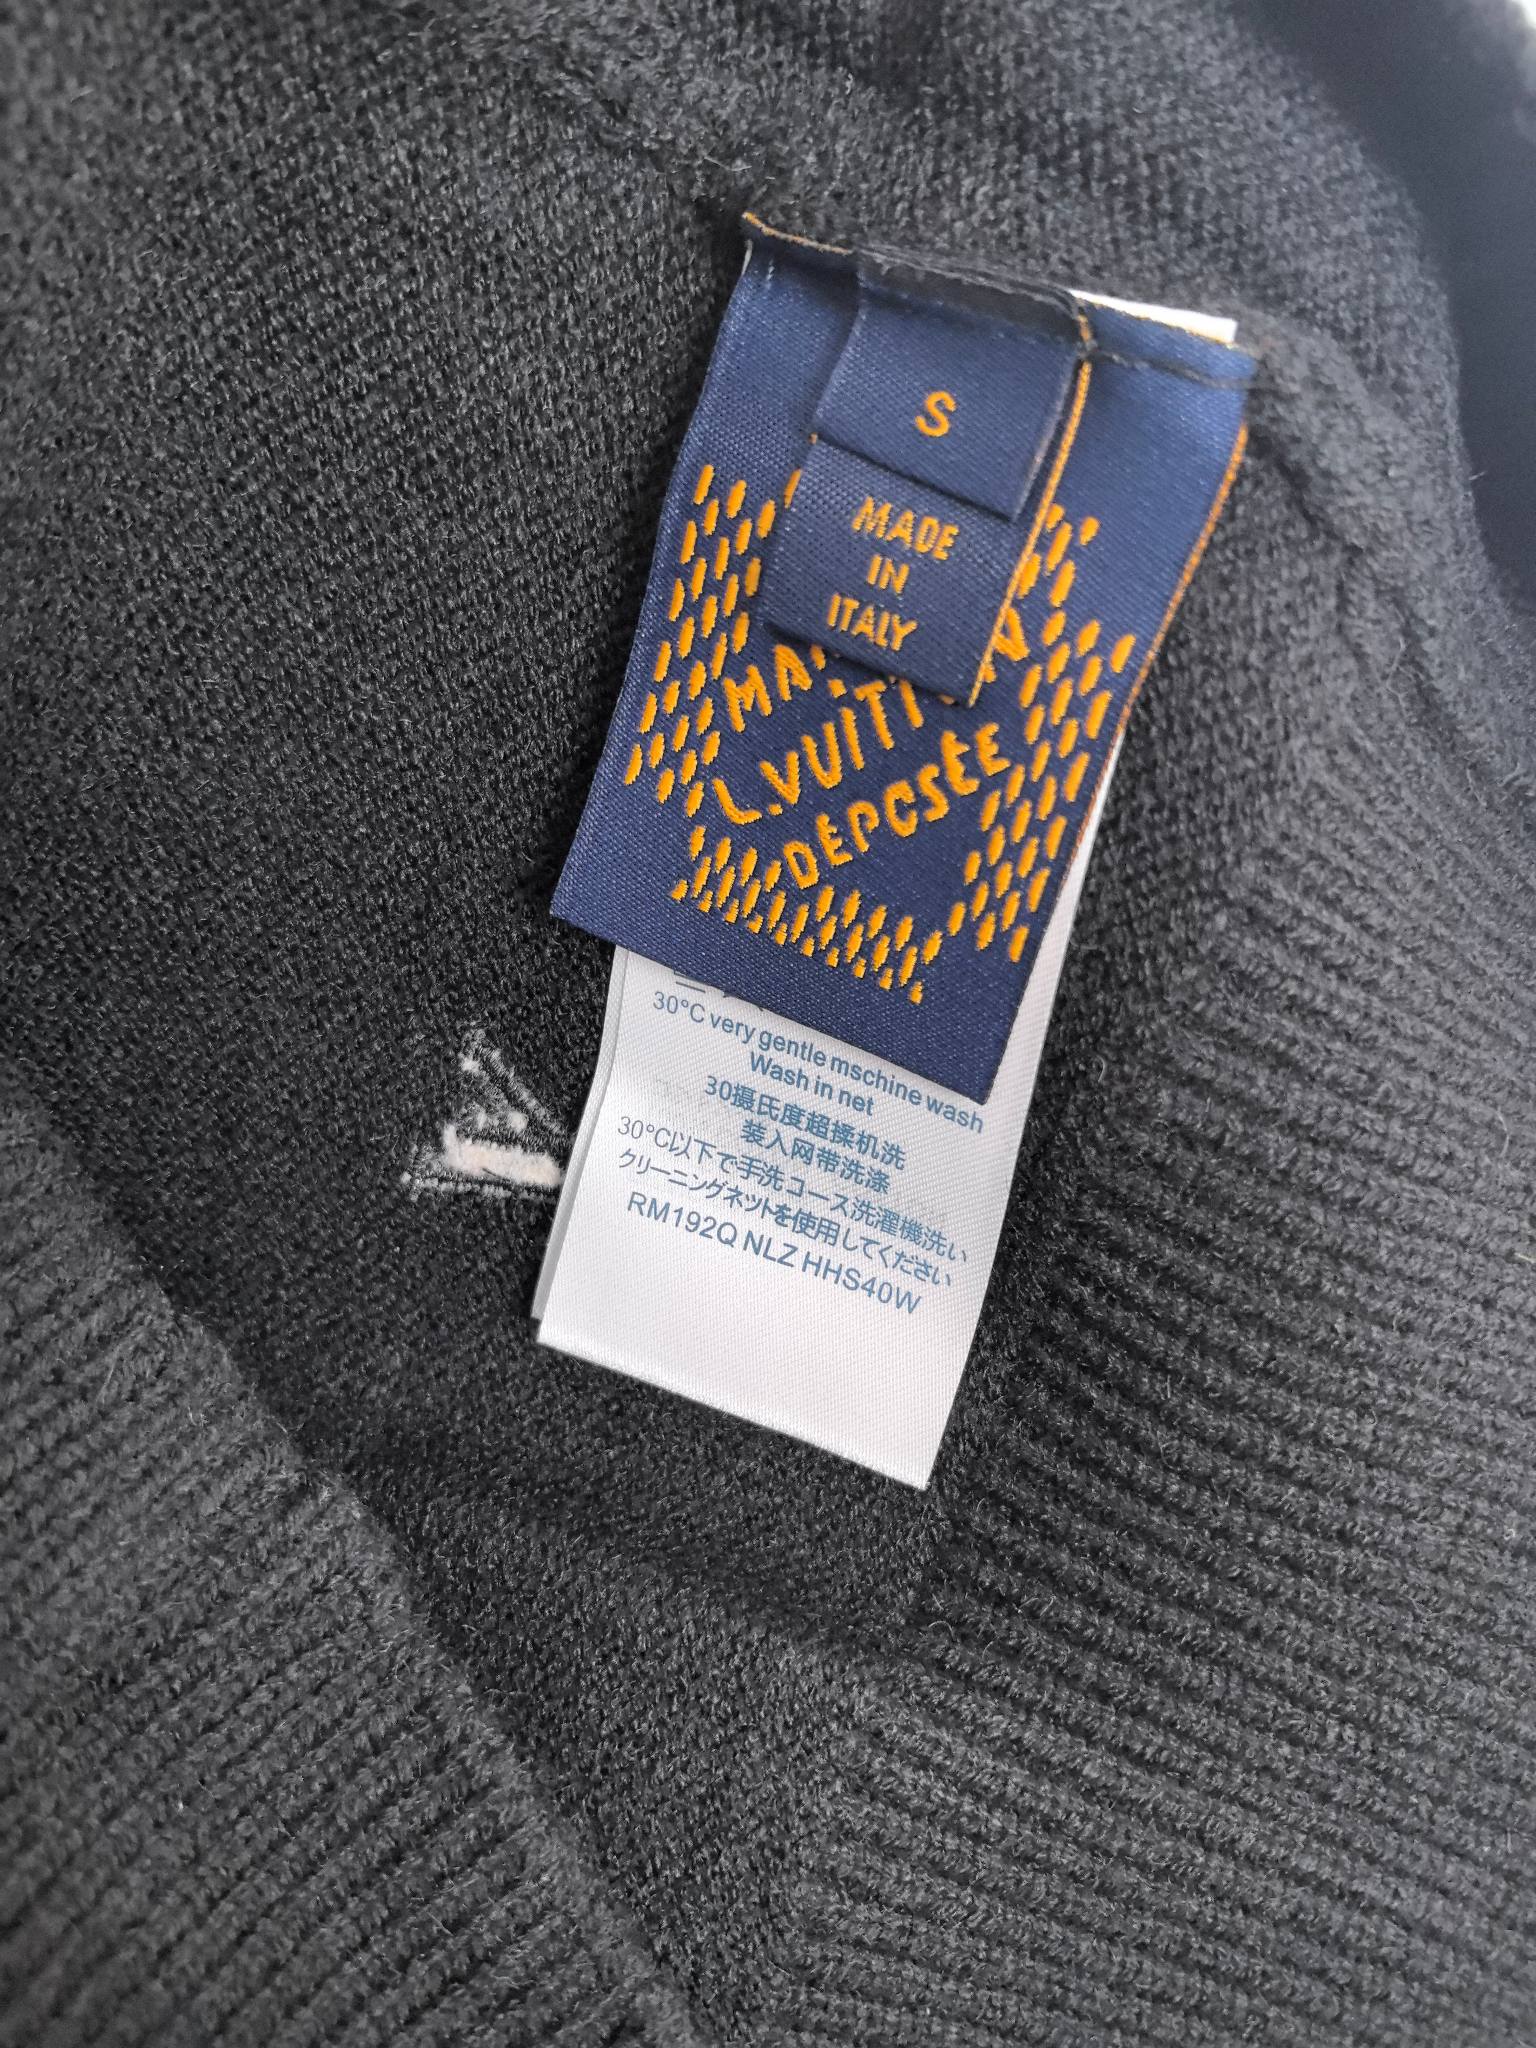 S
MADE
IN
ITALY
L.VUITTON
DEPOSÉE
30°C very gentle mschine wash
Wash in net
30摄氏度超揉机洗
装入网带洗涤
30°C以下で手洗コース洗濯機洗い
クリーニングネットを使用してください
RM192Q NLZ HHS40W